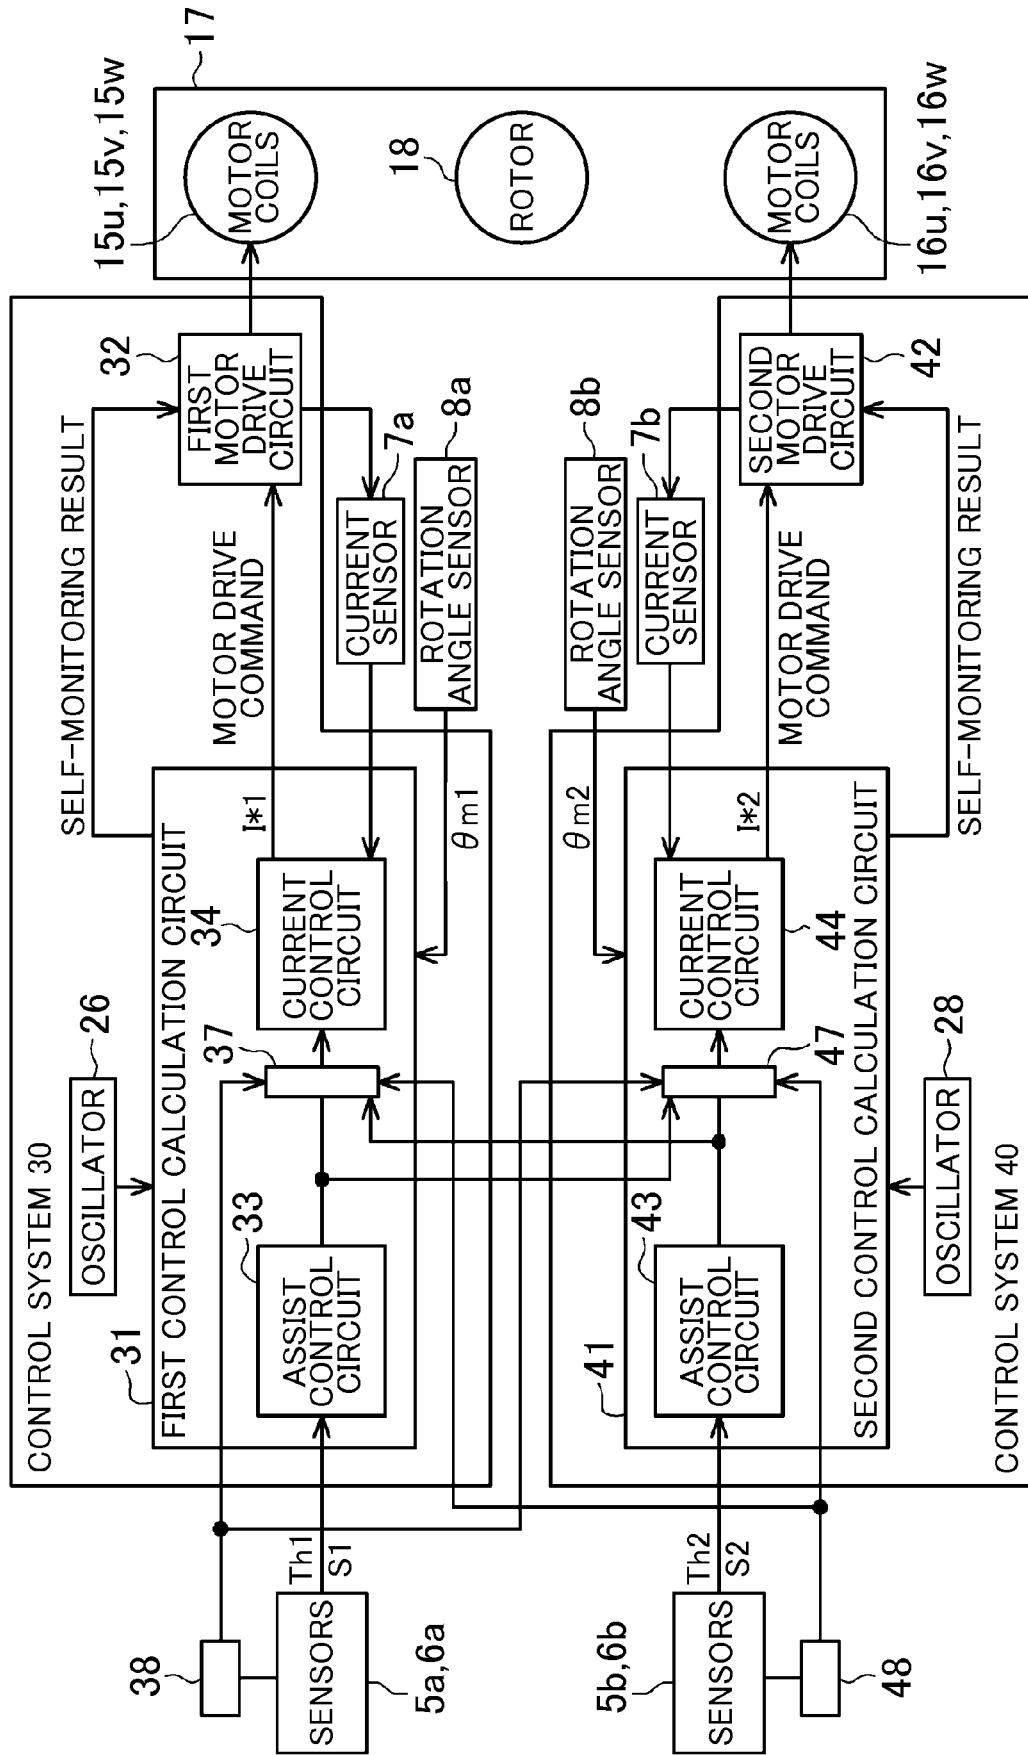 CONTROL SYSTEM 30
OSCILLATOR
26
31
FIRST CONTROL CALCULATION CIRCUIT
SELF-MONITORING RESULT
38
SENSORS
5a,6a
Th1
S1
33
ASSIST
CONTROL
CIRCUIT
37
34
CURRENT
CONTROL
CIRCUIT
I*1
MOTOR DRIVE
COMMAND
32
FIRST
MOTOR
DRIVE
CIRCUIT
CURRENT
SENSOR
7a
ROTATION
ANGLE SENSOR
8a
θm1
15u,15v,15w
17
MOTOR
COILS
18
ROTOR
MOTOR
COILS
16u,16v,16w
ROTATION
ANGLE SENSOR
8b
θm2
CURRENT
SENSOR
7b
5b,6b
SENSORS
48
Th2
S2
41
43
ASSIST
CONTROL
CIRCUIT
47
44
CURRENT
CONTROL
CIRCUIT
I*2
MOTOR DRIVE
COMMAND
SECOND
MOTOR
DRIVE
CIRCUIT
42
SECOND CONTROL CALCULATION CIRCUIT
SELF-MONITORING RESULT
OSCILLATOR
28
CONTROL SYSTEM 40